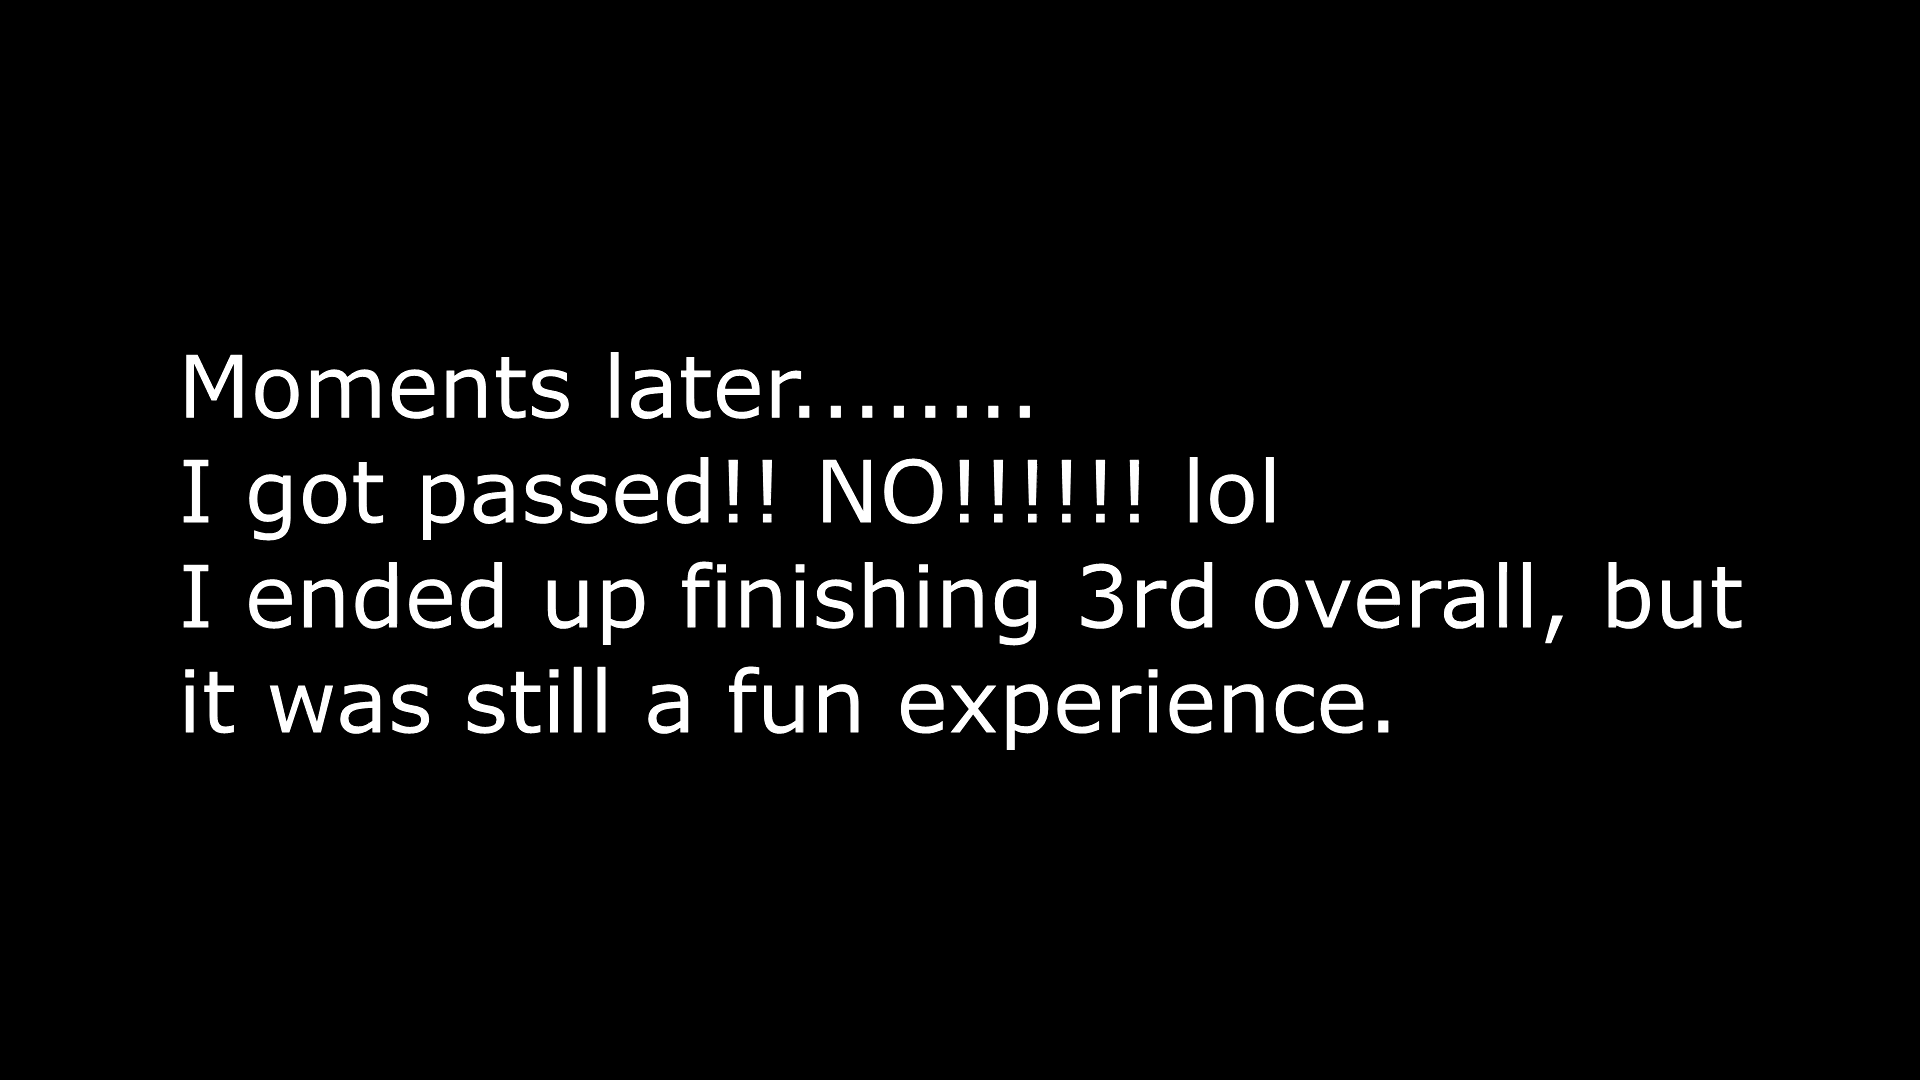 Moments later........
I got passed!! NO!!!!!! lol
I ended up finishing 3rd overall, but
it was still a fun experience.